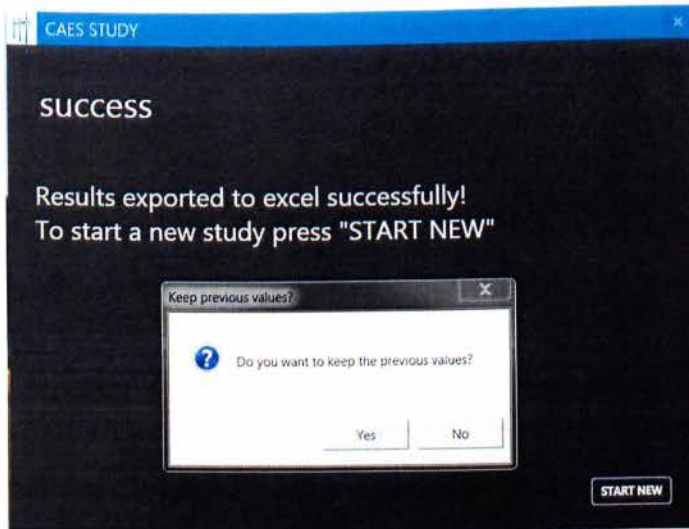 CAES STUDY
success
Results exported to excel successfully!
To start a new study press "START NEW"
Keep previous values?
Do you want to keep the previous values?
Yes
No
START NEW